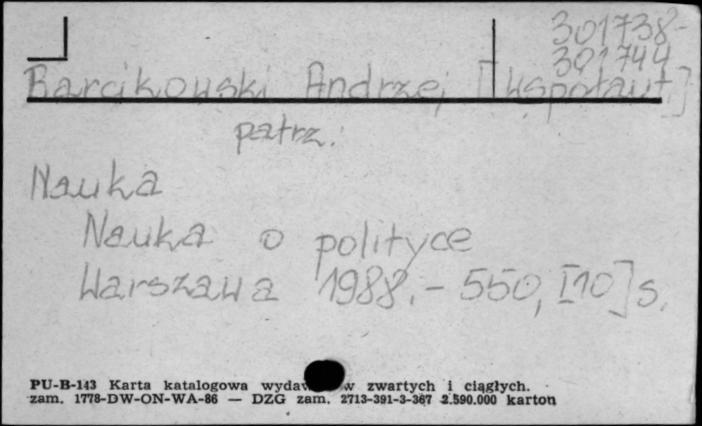 301738-
301744
Barcikowski Andrzej [współaut.]
patrz:
Nauka
Nauka o polityce
Warszawa 1988.- 550, [10] s.
PU-B-143 Karta katalogowa wydaw w zwartych i ciągłych.
zam. 1778-DW-ON-WA-86 — DZG zam. 2713-391-3-367 2.590.000 karton